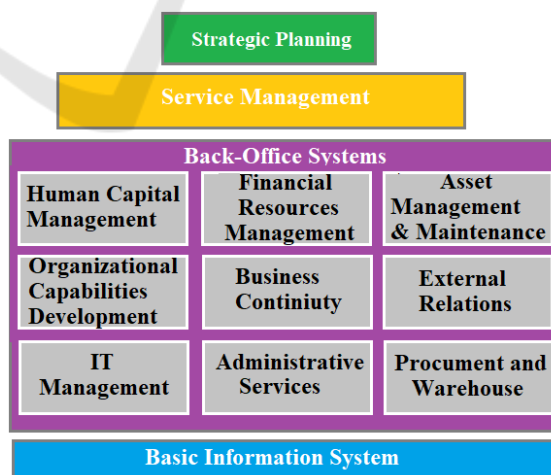 Strategic Planning
Service Management
Back-Office Systems
Human Capital
Management
Financial
Resources
Management
Asset
Management
& Maintenance
Organizational
Capabilities
Development
Business
Continiuty
External
Relations
IT
Management
Administrative
Services
Procument and
Warehouse
Basic Information System